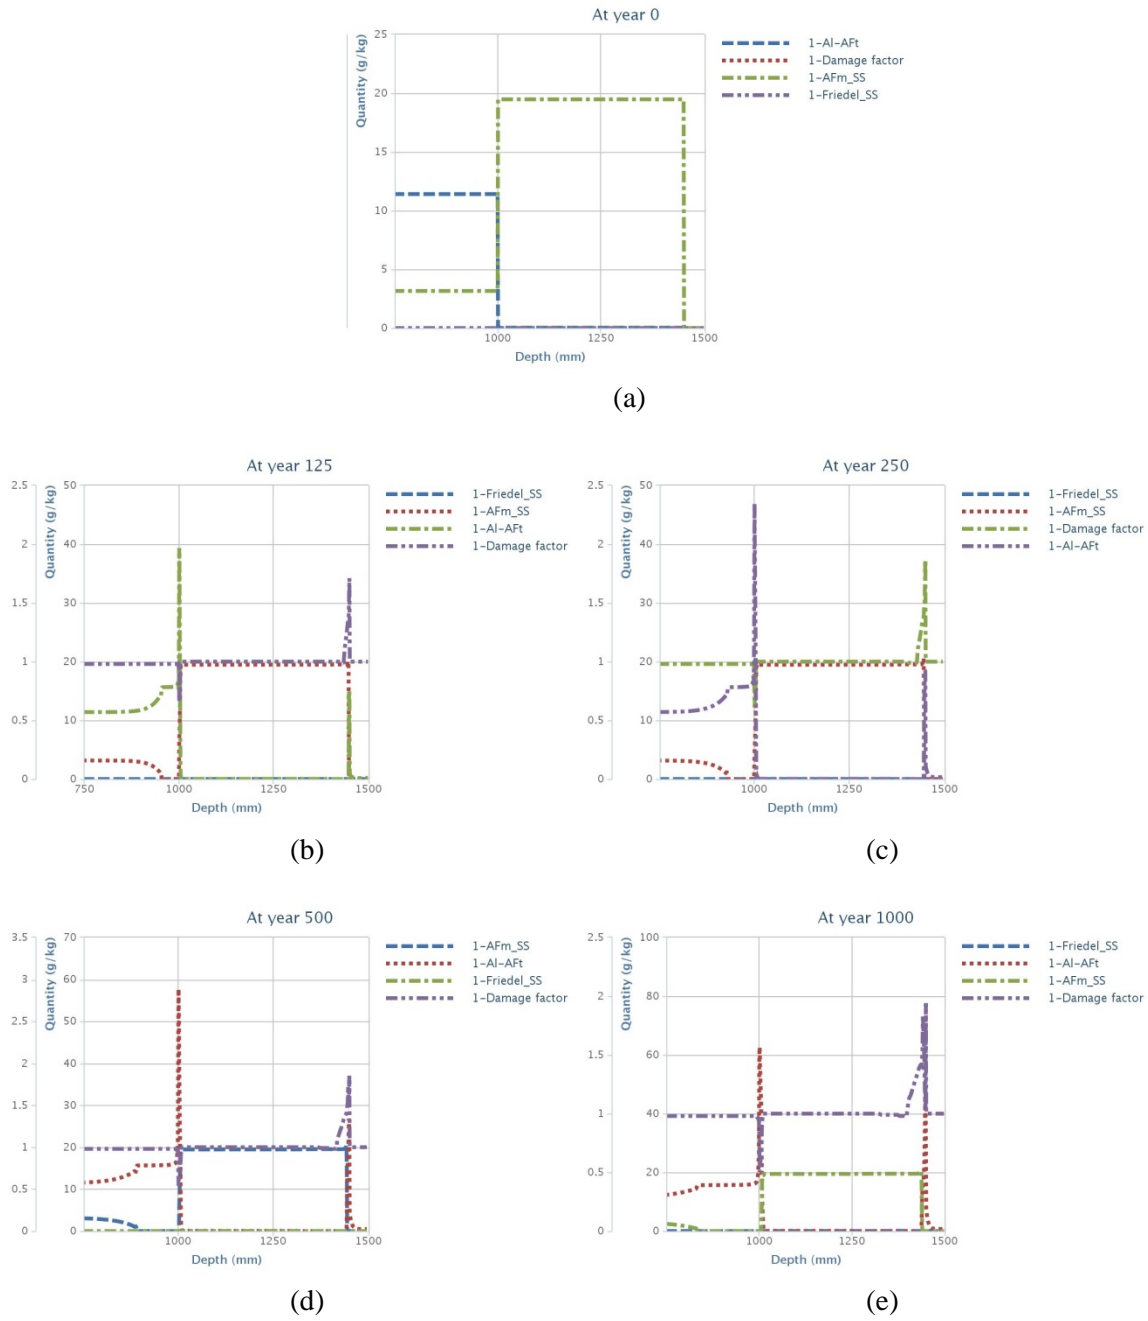 At year 0
Quantity (g/kg)
25
20
15
10
5
0
1000
1250
1500
Depth (mm)
1-Al-AFt
1-Damage factor
1-AFm_SS
1-Friedel_SS
(a)
At year 125
2.5
2
1.5
1
0.5
0
Quantity (g/kg)
50
40
30
20
10
0
750
1000
1250
1500
Depth (mm)
1-Friedel_SS
1-AFm_SS
1-Al-AFt
1-Damage factor
(b)
At year 250
2.5
2
1.5
1
0.5
0
Quantity (g/kg)
50
40
30
20
10
0
1000
1250
1500
Depth (mm)
1-Friedel_SS
1-AFm_SS
1-Damage factor
1-Al-AFt
(c)
At year 500
3.5
3
2.5
2
1.5
1
0.5
0
Quantity (g/kg)
70
60
50
40
30
20
10
0
1000
1250
1500
Depth (mm)
1-AFm_SS
1-Al-AFt
1-Friedel_SS
1-Damage factor
(d)
At year 1000
2.5
2
1.5
1
0.5
0
Quantity (g/kg)
100
80
60
40
20
0
1000
1250
1500
Depth (mm)
1-Friedel_SS
1-Al-AFt
1-AFm_SS
1-Damage factor
(e)